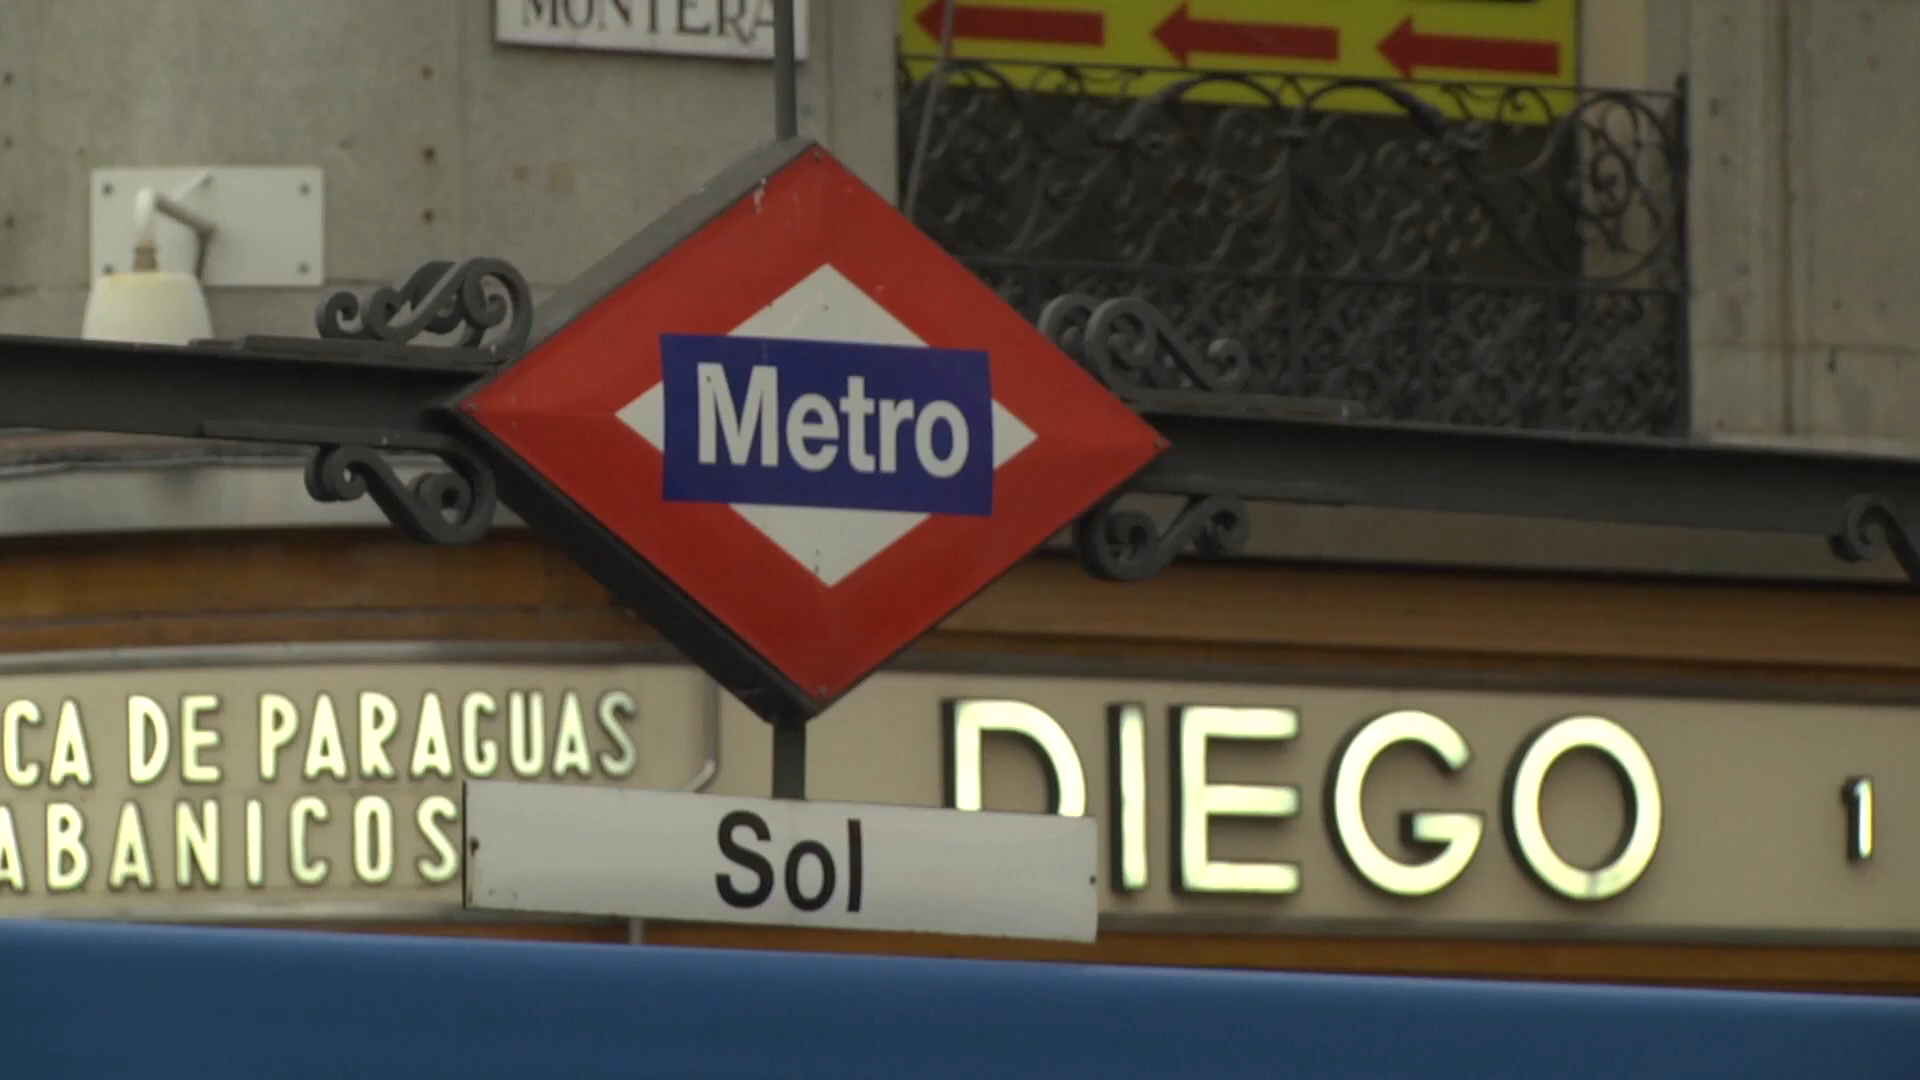 MONTERA
Metro
CA DE PARAGUAS
ABANICOS
DIEGO
1
Sol